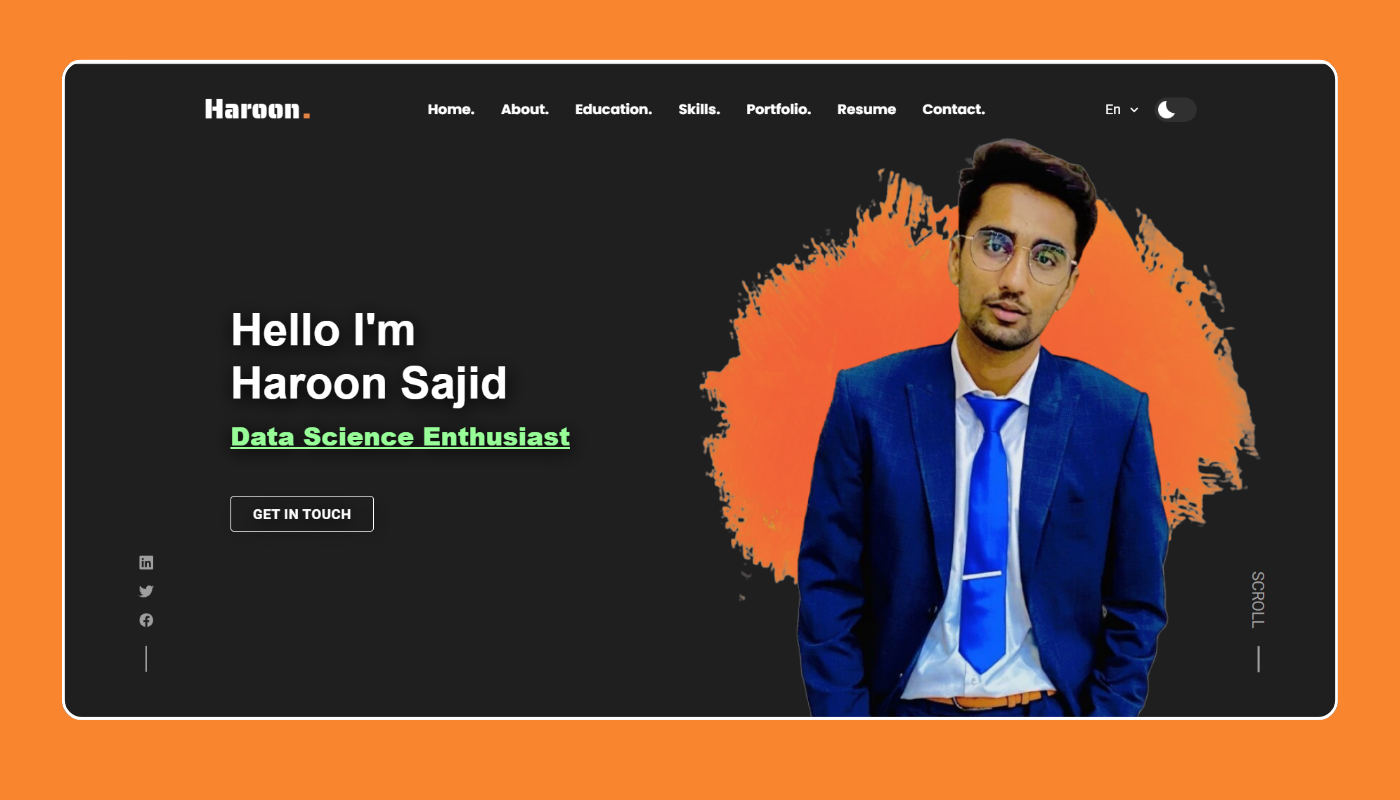 Haroon.
Home. About. Education. Skills. Portfolio. Resume Contact.
En
Hello I'm
Haroon Sajid
Data Science Enthusiast
GET IN TOUCH
SCROLL